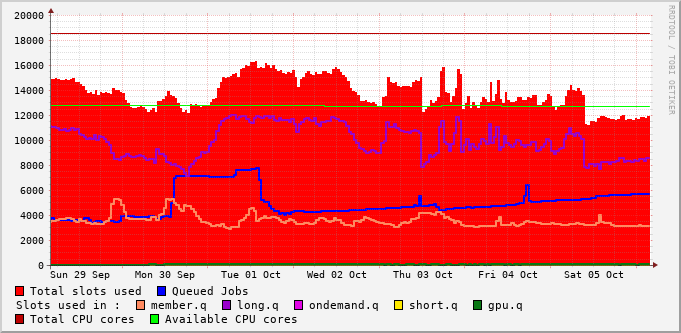 20000
18000
16000
14000
12000
10000
8000
6000
4000
2000
0
Sun 29 Sep Mon 30 Sep Tue 01 Oct Wed 02 Oct Thu 03 Oct Fri 04 Oct Sat 05 Oct
RRDTOOL / TOBI OETIKER
Total slots used Queued Jobs
Slots used in : member.q long.q ondemand.q short.q gpu.q
Total CPU cores Available CPU cores